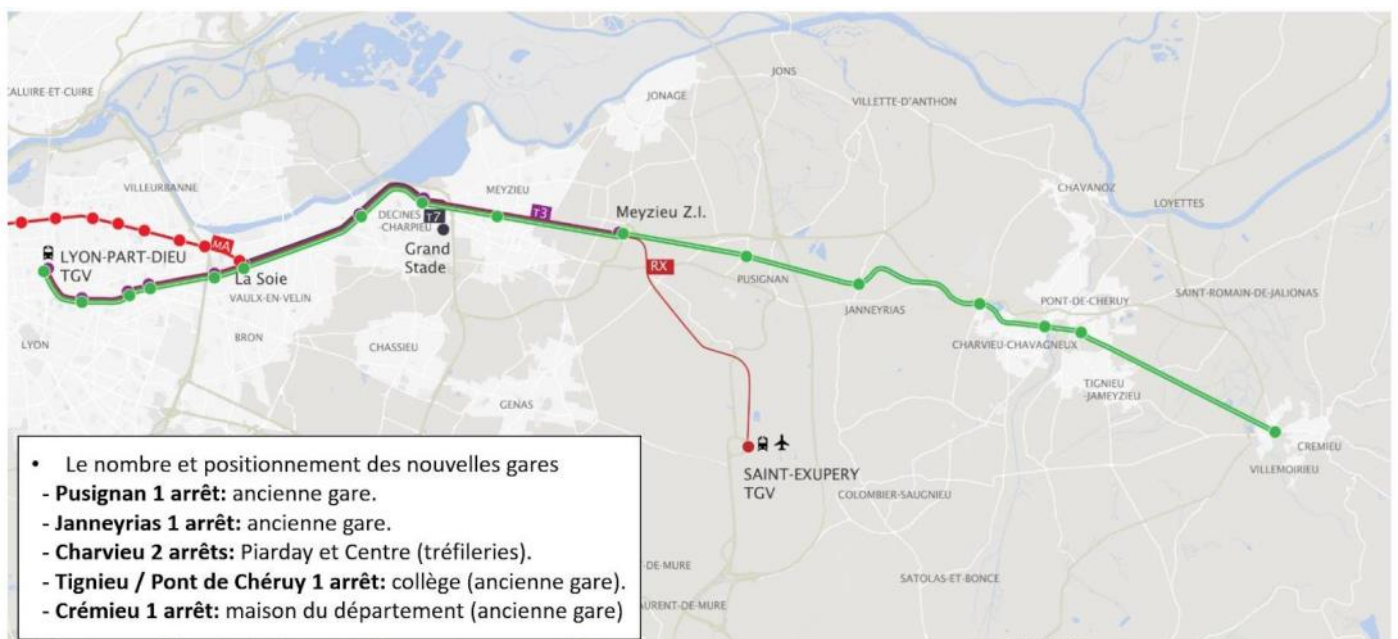 JONS
CALUIRE-ET-CUIRE
JONAGE
VILLETTE-D'ANTHON
VILLEURBANNE
MEYZIEU
CHAVANOZ
LOYETTES
DECINES
-CHARPIEU
T7
T3
Meyzieu Z.I.
MA
LYON-PART-DIEU
TGV
Grand
Stade
La Soie
RX
PUSIGNAN
SAINT-ROMAIN-DE-JALIONAS
VAULX-EN-VELIN
PONT-DE-CHERUY
JANNEYRIAS
BRON
LYON
CHASSIEU
CHARVIEU-CHAVAGNEUX
TIGNIEU
-JAMEYZIEU
GENAS
CREMIEU
VILLEMOIRIEU
SAINT-EXUPERY
TGV
COLOMBIER-SAUGNIEU
-DE-MURE
SATOLAS-ET-BONCE
AURENT-DE-MURE
• Le nombre et positionnement des nouvelles gares
- Pusignan 1 arrêt: ancienne gare.
- Janneyrias 1 arrêt: ancienne gare.
- Charvieu 2 arrêts: Piarday et Centre (tréfileries).
- Tignieu / Pont de Chéruy 1 arrêt: collège (ancienne gare).
- Crémieu 1 arrêt: maison du département (ancienne gare)